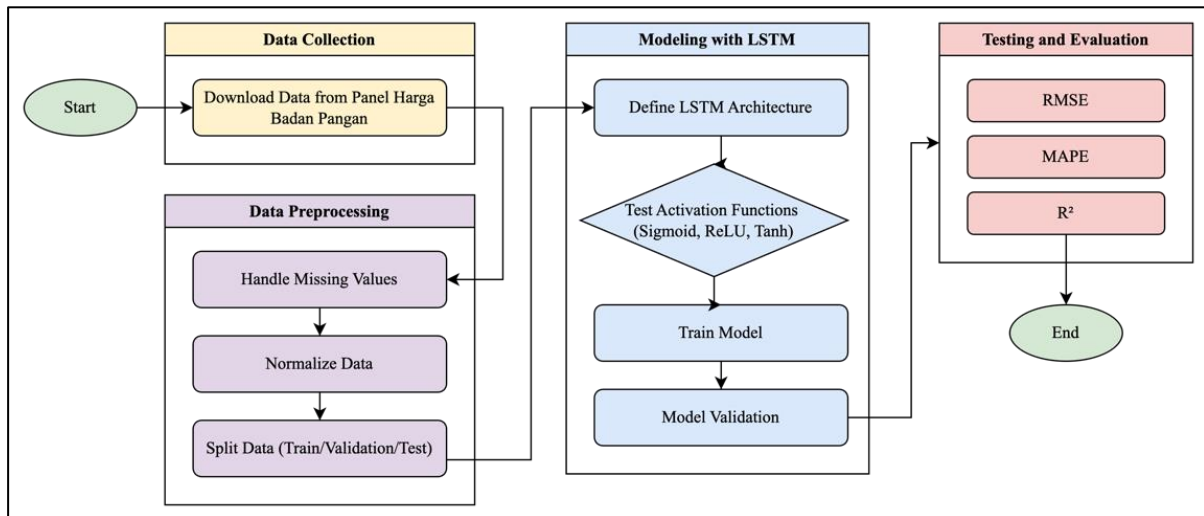 Start
Data Collection
Download Data from Panel Harga
Badan Pangan
Data Preprocessing
Handle Missing Values
Normalize Data
Split Data (Train/Validation/Test)
Modeling with LSTM
Define LSTM Architecture
Test Activation Functions
(Sigmoid, ReLU, Tanh)
Train Model
Model Validation
Testing and Evaluation
RMSE
MAPE
R²
End